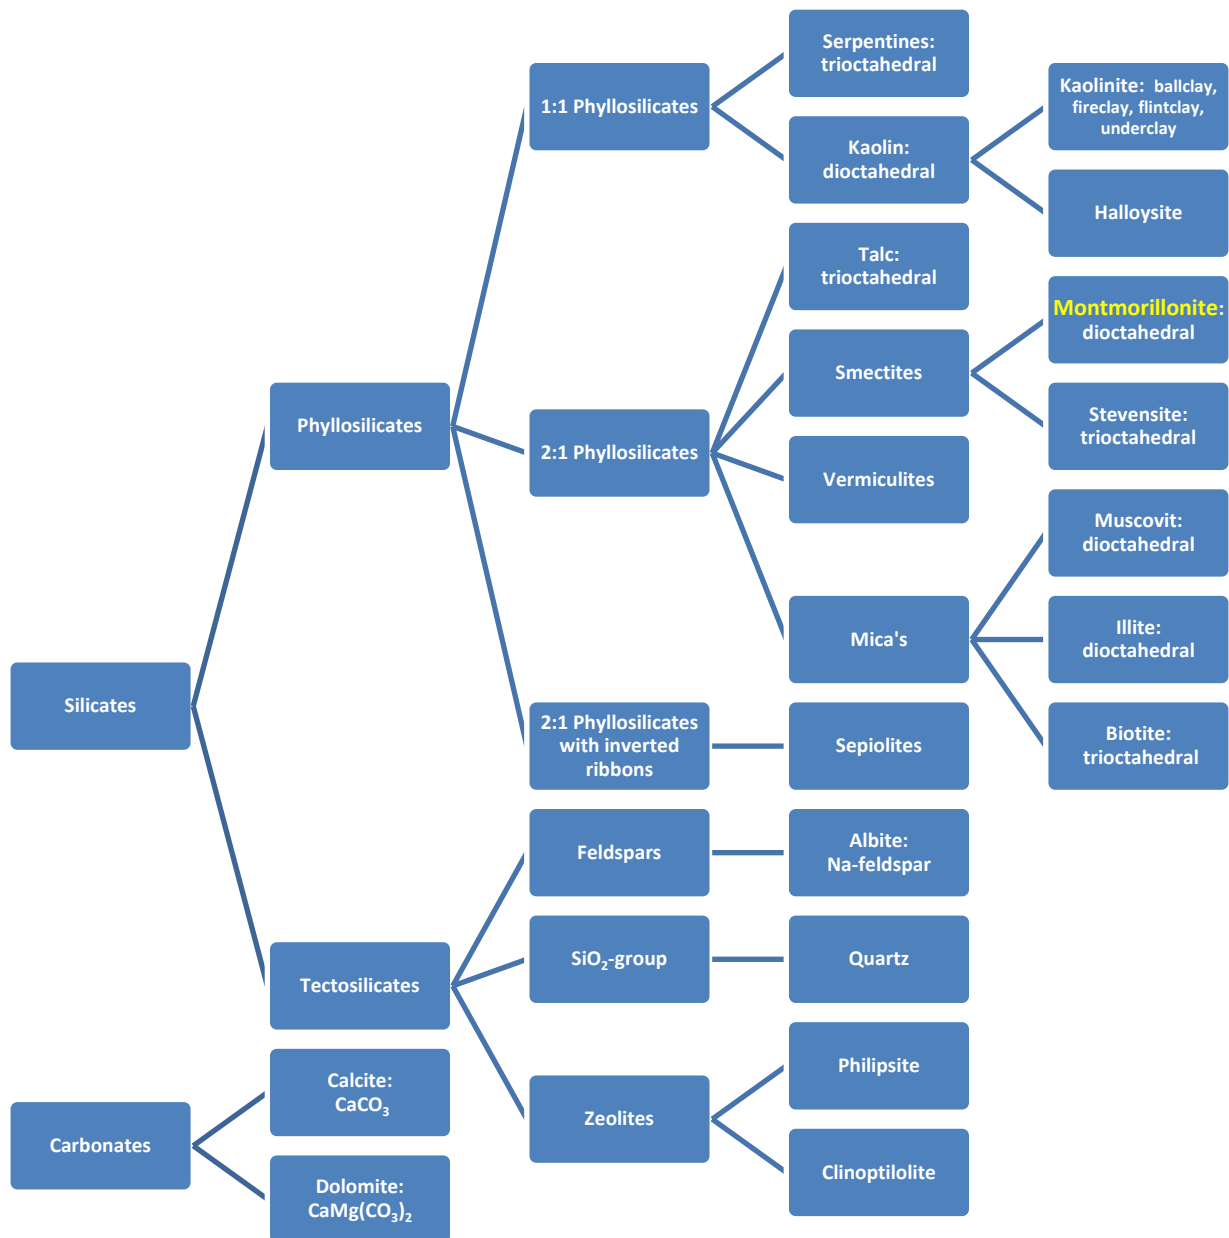 Serpentines:
trioctahedral
1:1 Phyllosilicates
Kaolinite: ballclay,
fireclay, flintclay,
underclay
Kaolin:
dioctahedral
Halloysite
Talc:
trioctahedral
Montmorillonite:
dioctahedral
Smectites
Phyllosilicates
2:1 Phyllosilicates
Stevensite:
trioctahedral
Vermiculites
Muscovit:
dioctahedral
Mica's
Illite:
dioctahedral
Silicates
2:1 Phyllosilicates
with inverted
ribbons
Sepiolites
Biotite:
trioctahedral
Feldspars
Albite:
Na-feldspar
Tectosilicates
SiO₂-group
Quartz
Calcite:
CaCO₃
Philipsite
Carbonates
Zeolites
Dolomite:
CaMg(CO₃)₂
Clinoptilolite